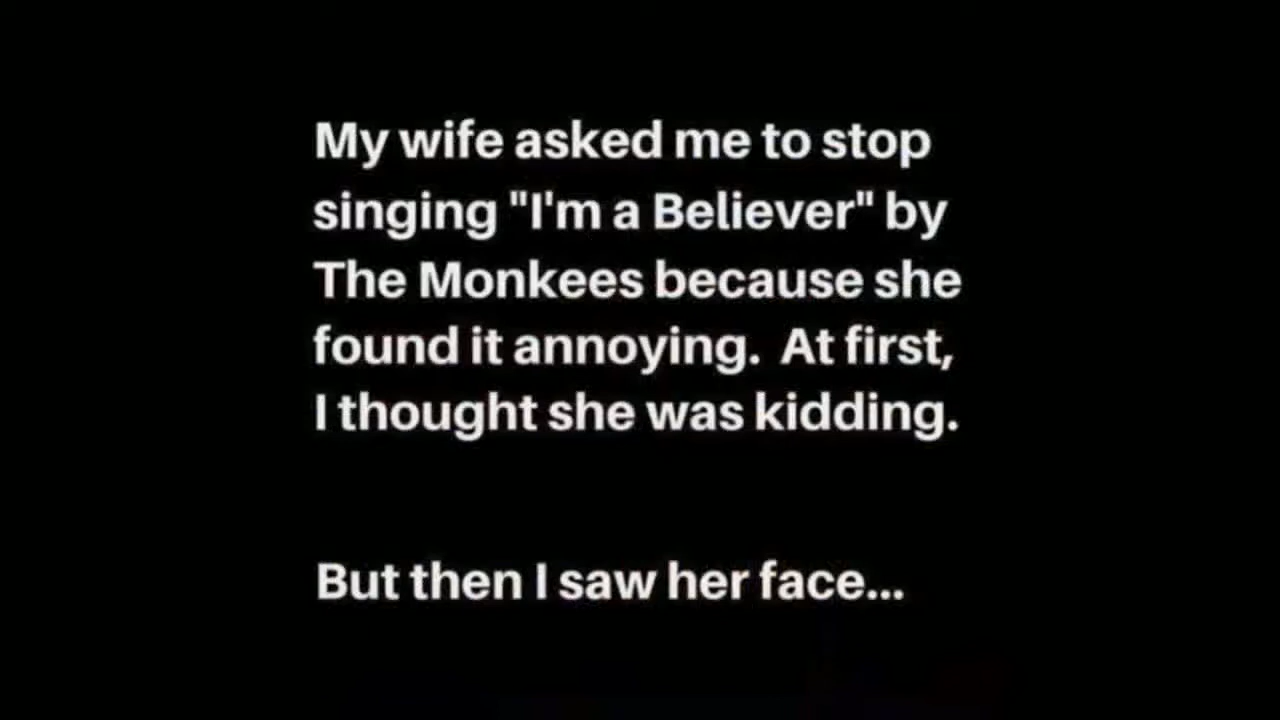 My wife asked me to stop
singing "I'm a Believer" by
The Monkees because she
found it annoying.  At first,
I thought she was kidding.
But then I saw her face...